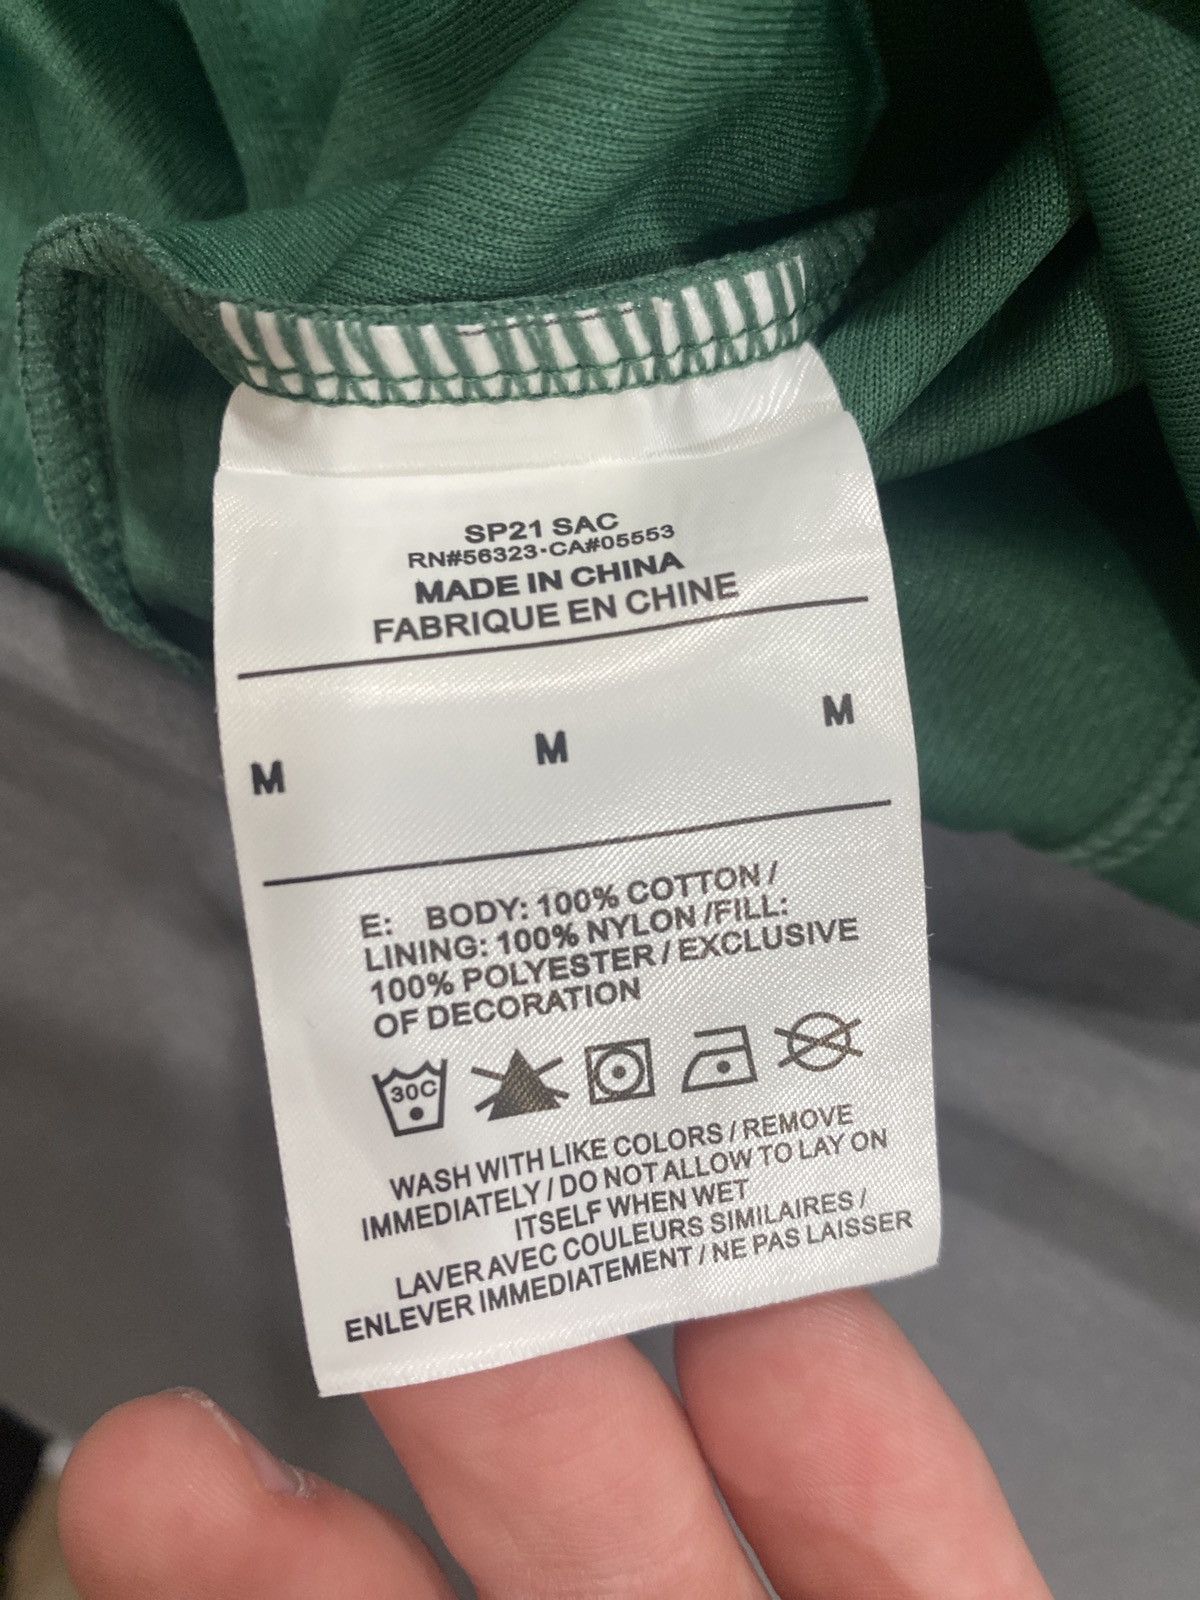 SP21 SAC
RN#56323-CA#05553
MADE IN CHINA
FABRIQUE EN CHINE
M M M
E: BODY: 100% COTTON /
LINING: 100% NYLON /FILL:
100% POLYESTER / EXCLUSIVE
OF DECORATION
30C
WASH WITH LIKE COLORS / REMOVE
IMMEDIATELY / DO NOT ALLOW TO LAY ON
ITSELF WHEN WET
LAVER AVEC COULEURS SIMILAIRES /
ENLEVER IMMEDIATEMENT / NE PAS LAISSER